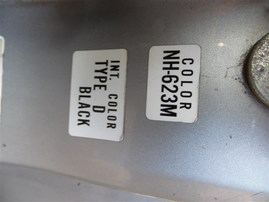 COLOR
NH-623M
INT. COLOR
TYPE D
BLACK